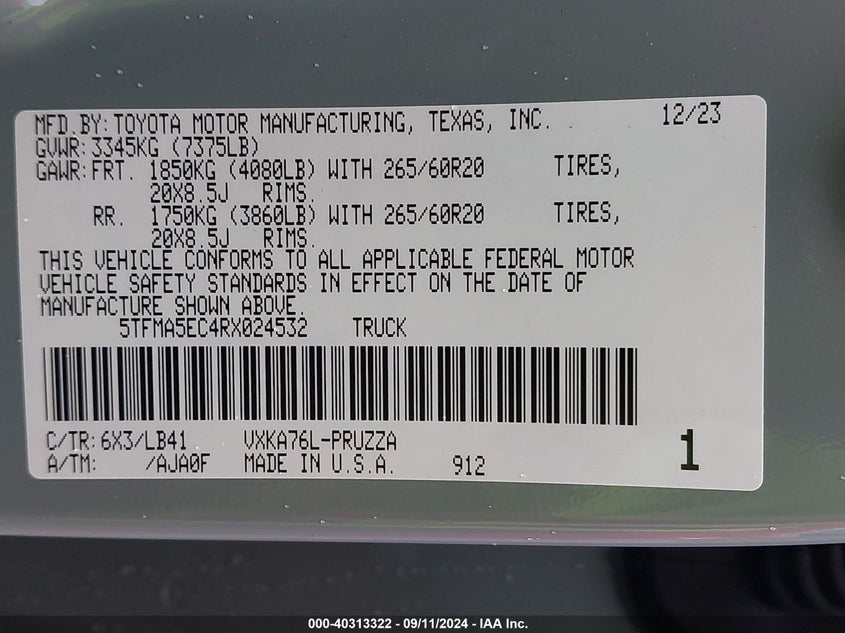 MFD.BY:TOYOTA MOTOR MANUFACTURING, TEXAS, INC. 12/23
GVWR:3345KG (7375LB)
GAWR:FRT. 1850KG (4080LB) WITH 265/60R20 TIRES,
20X8.5J RIMS.
RR. 1750KG (3860LB) WITH 265/60R20 TIRES,
20X8.5J RIMS.
THIS VEHICLE CONFORMS TO ALL APPLICABLE FEDERAL MOTOR
VEHICLE SAFETY STANDARDS IN EFFECT ON THE DATE OF
MANUFACTURE SHOWN ABOVE.
5TFMA5EC4RX024532 TRUCK
C/TR:6X3/LB41 VXKA76L-PRUZZA
A/TM: /AJA0F MADE IN U.S.A. 912 1
000-40313322 - 09/11/2024 - IAA Inc.